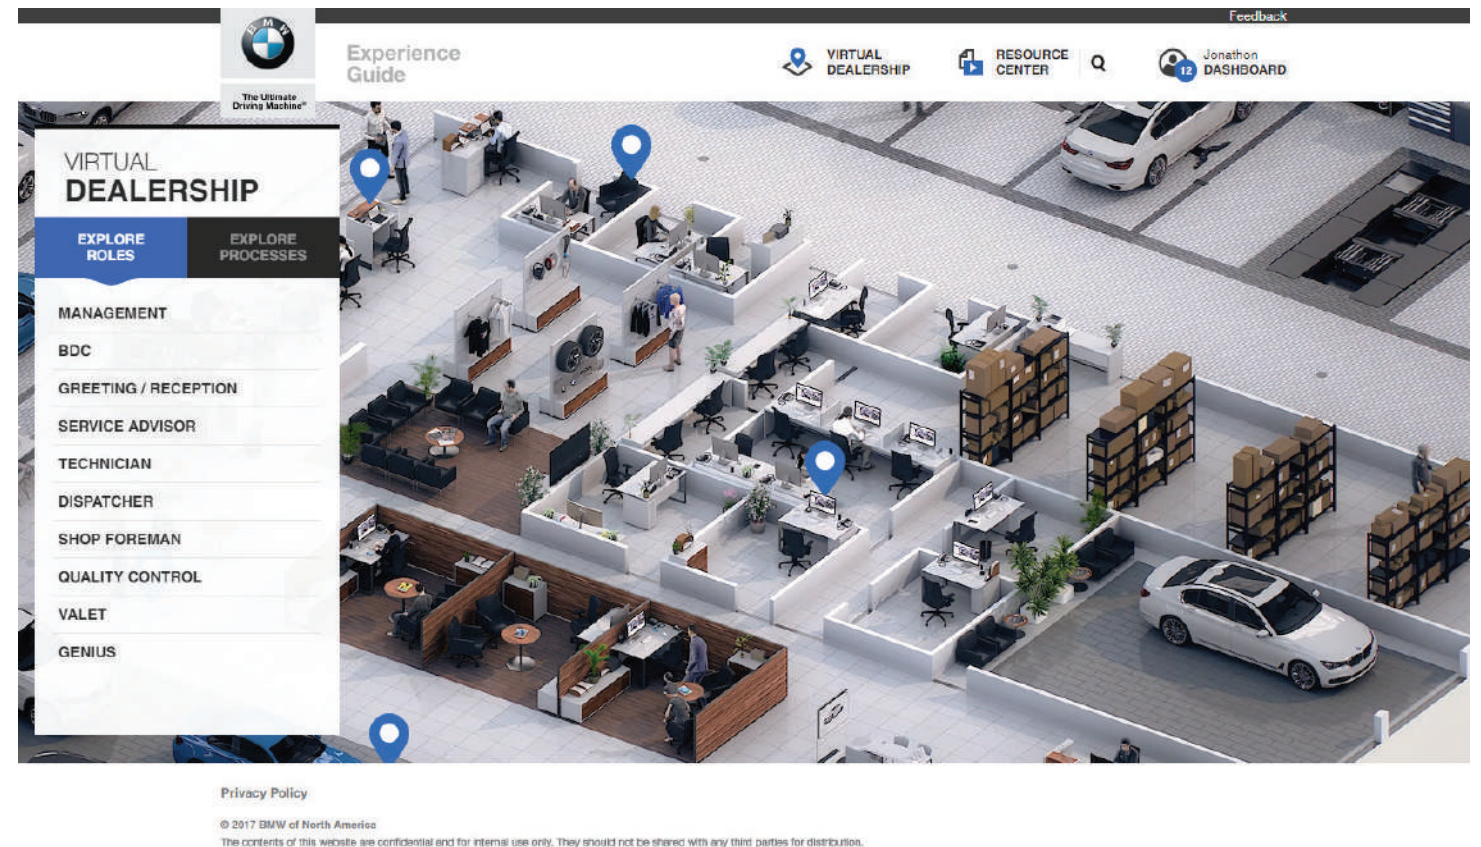 Feedback
BMW
The Ultimate
Driving Machine®
Experience
Guide
VIRTUAL
DEALERSHIP
RESOURCE
CENTER
12
Jonathon
DASHBOARD
VIRTUAL
DEALERSHIP
EXPLORE
ROLES
EXPLORE
PROCESSES
MANAGEMENT
BDC
GREETING / RECEPTION
SERVICE ADVISOR
TECHNICIAN
DISPATCHER
SHOP FOREMAN
QUALITY CONTROL
VALET
GENIUS
Privacy Policy
© 2017 BMW of North America
The contents of this website are confidential and for internal use only. They should not be shared with any third parties for distribution.